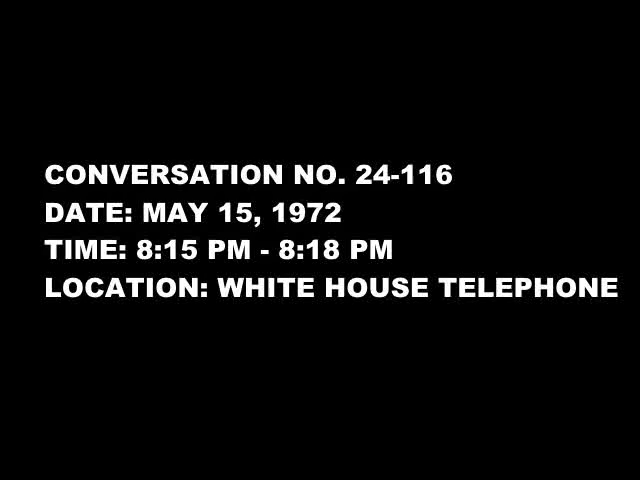 CONVERSATION NO. 24-116
DATE: MAY 15, 1972
TIME: 8:15 PM - 8:18 PM
LOCATION: WHITE HOUSE TELEPHONE